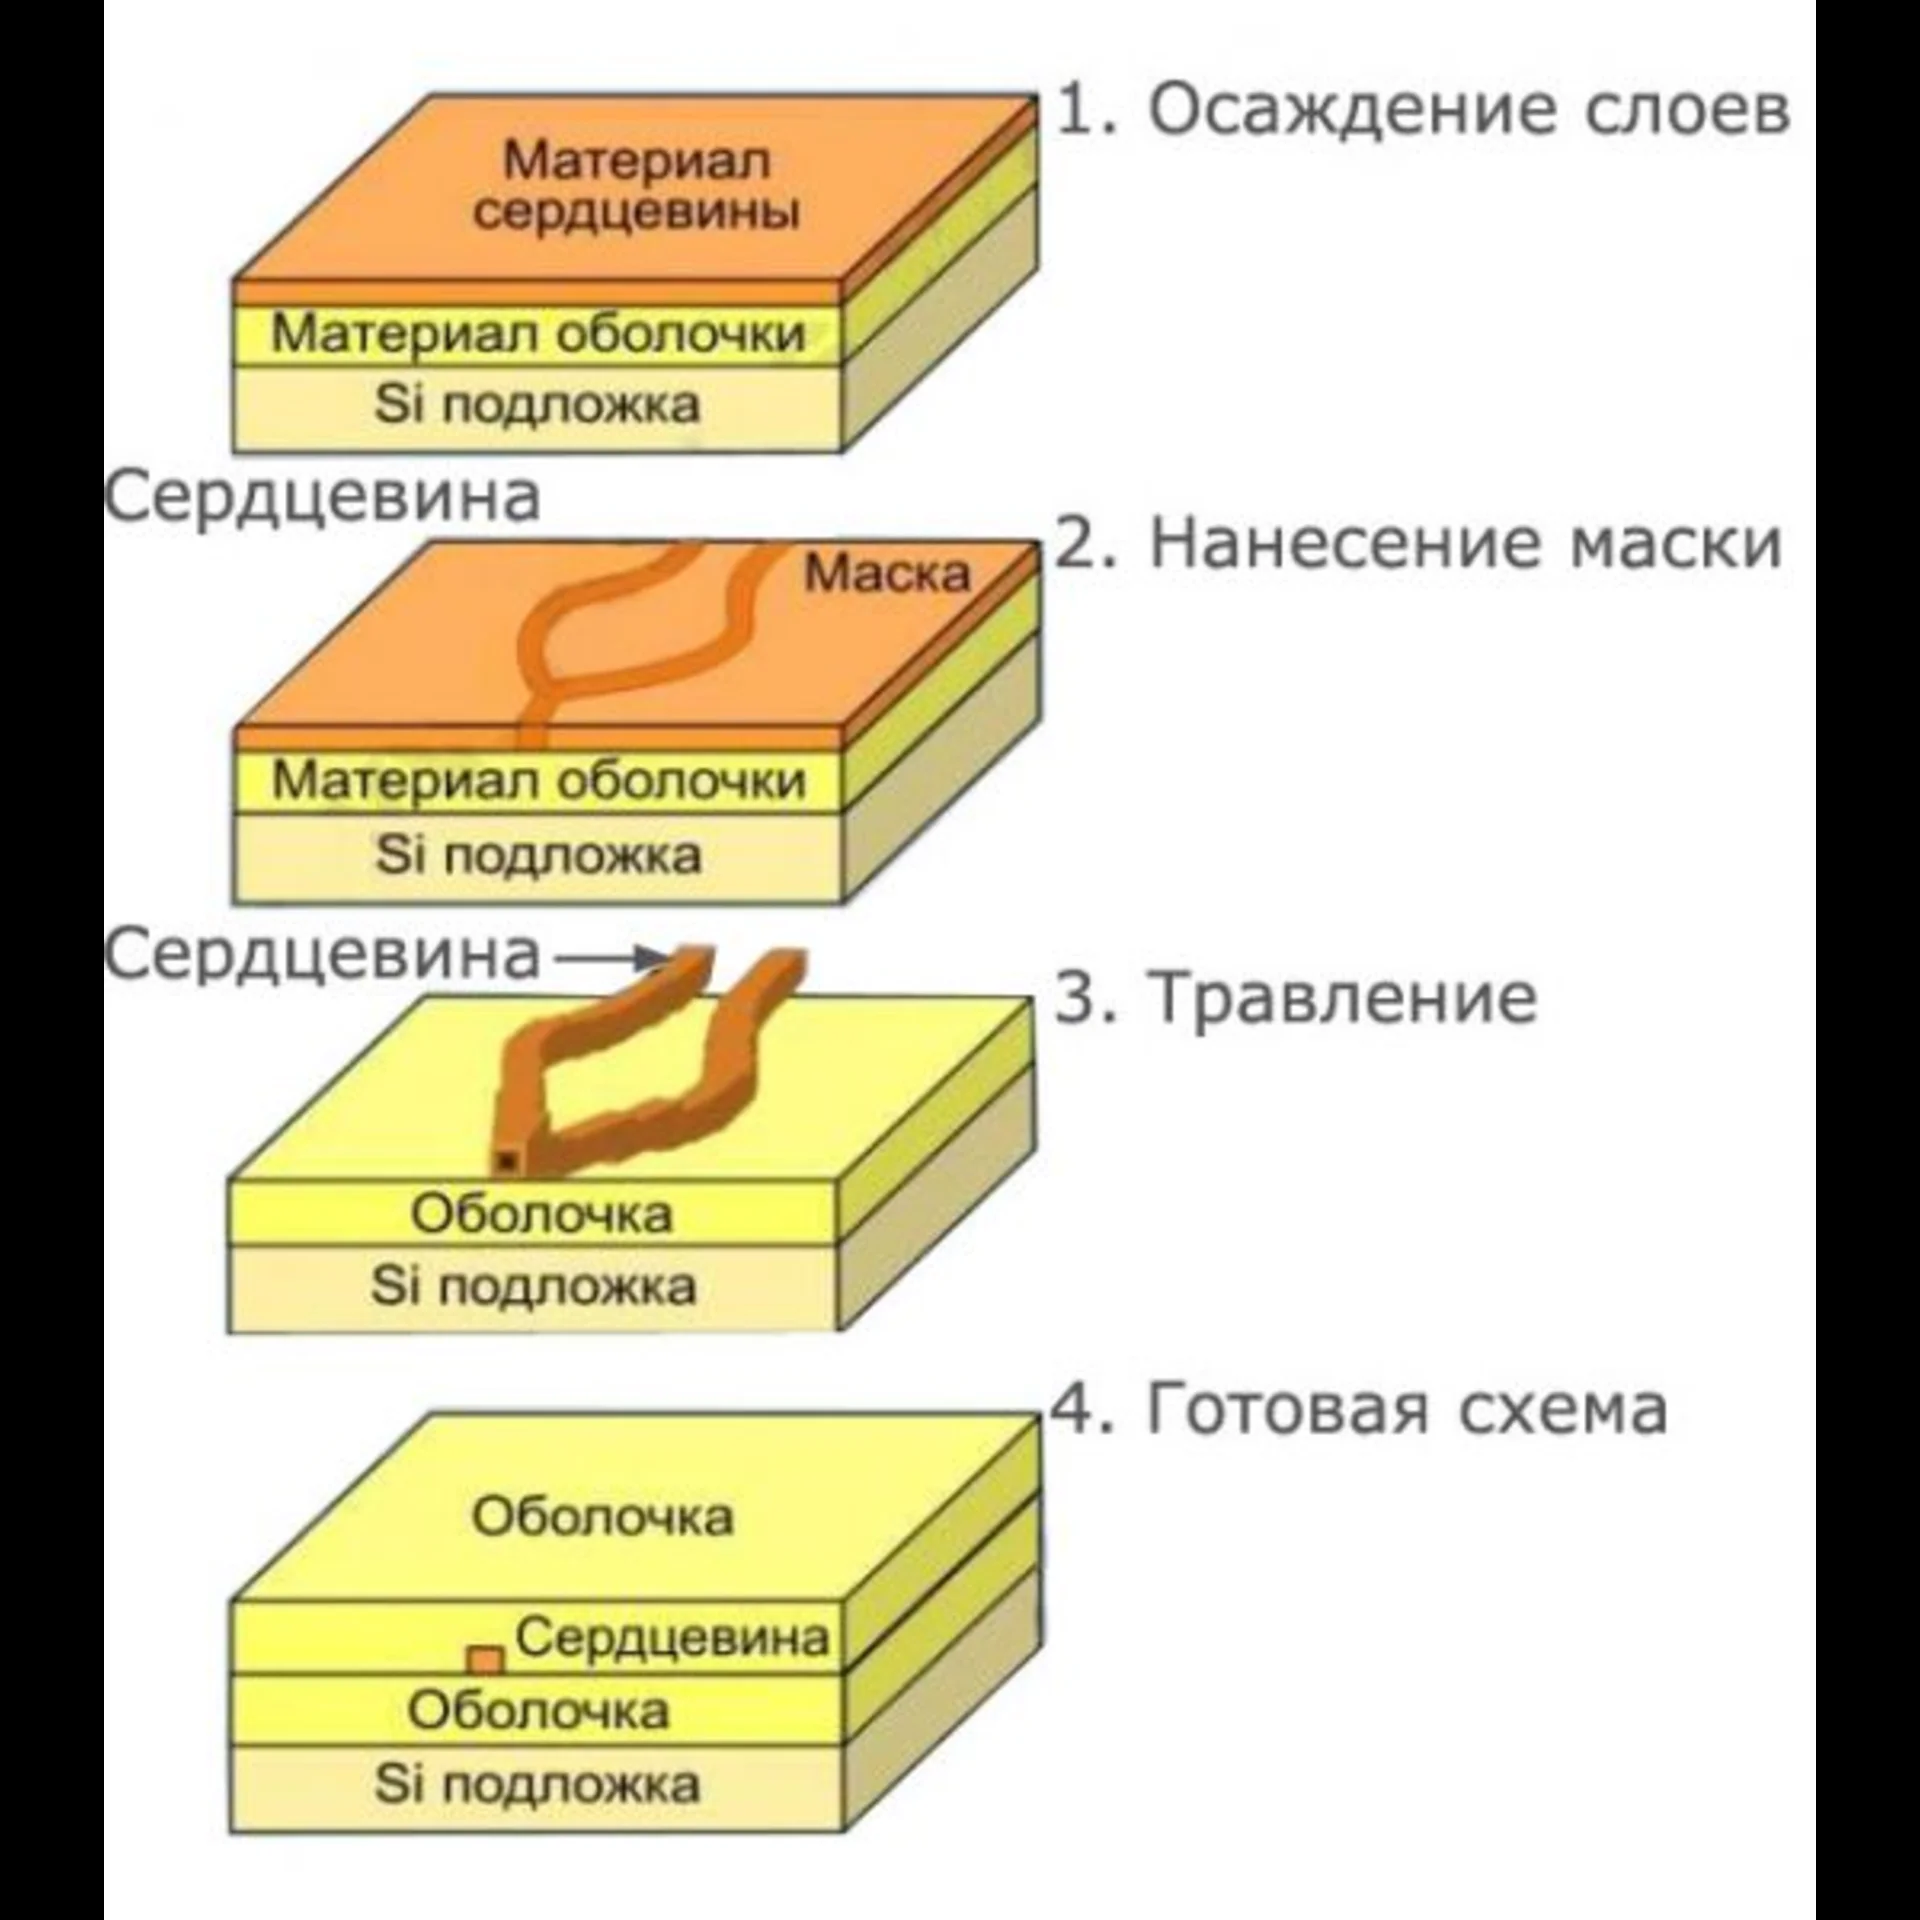 1. Осаждение слоев
Материал
сердцевины
Материал оболочки
Si подложка
Сердцевина
2. Нанесение маски
Маска
Материал оболочки
Si подложка
Сердцевина
3. Травление
Оболочка
Si подложка
4. Готовая схема
Оболочка
Сердцевина
Оболочка
Si подложка